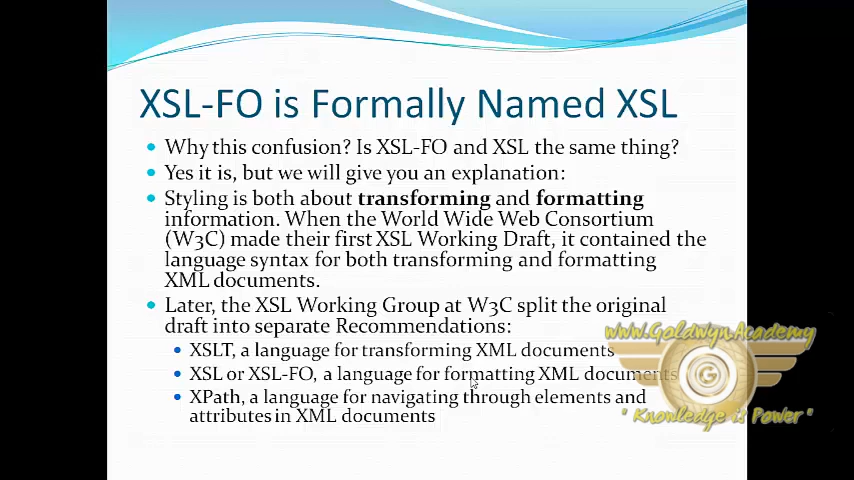 XSL-FO is Formally Named XSL
Why this confusion? Is XSL-FO and XSL the same thing?
Yes it is, but we will give you an explanation:
Styling is both about transforming and formatting
information. When the World Wide Web Consortium
(W3C) made their first XSL Working Draft, it contained the
language syntax for both transforming and formatting
XML documents.
Later, the XSL Working Group at W3C split the original
draft into separate Recommendations:
XSLT, a language for transforming XML documents
XSL or XSL-FO, a language for formatting XML documents
XPath, a language for navigating through elements and
attributes in XML documents
www.Goldwyn.Academy
G
" Knowledge is Power "